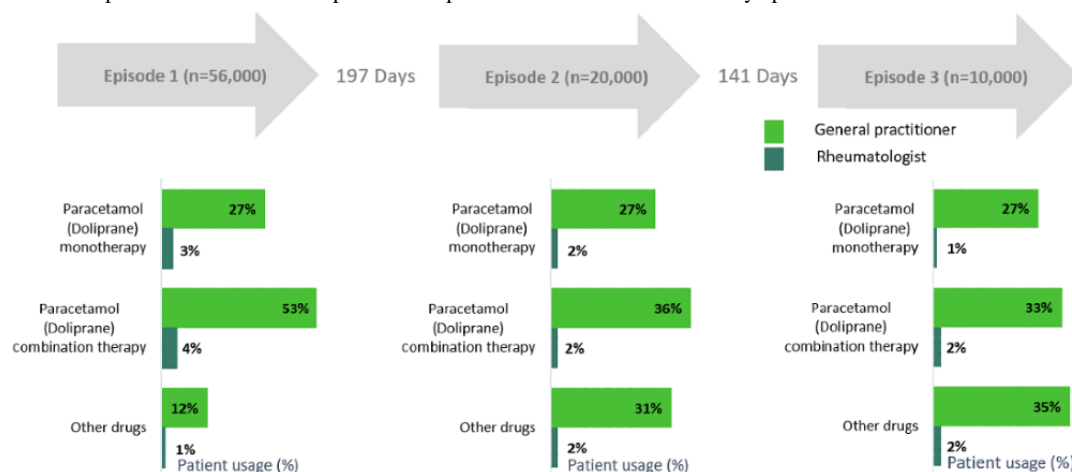 Episode 1 (n=56,000)
197 Days
Episode 2 (n=20,000)
141 Days
Episode 3 (n=10,000)
General practitioner
Rheumatologist
Paracetamol
(Doliprane)
monotherapy
27%
3%
Paracetamol
(Doliprane)
combination therapy
53%
4%
Other drugs
12%
1%
Patient usage (%)
Paracetamol
(Doliprane)
monotherapy
27%
2%
Paracetamol
(Doliprane)
combination therapy
36%
2%
Other drugs
31%
2%
Patient usage (%)
Paracetamol
(Doliprane)
monotherapy
27%
1%
Paracetamol
(Doliprane)
combination therapy
33%
2%
Other drugs
35%
2%
Patient usage (%)